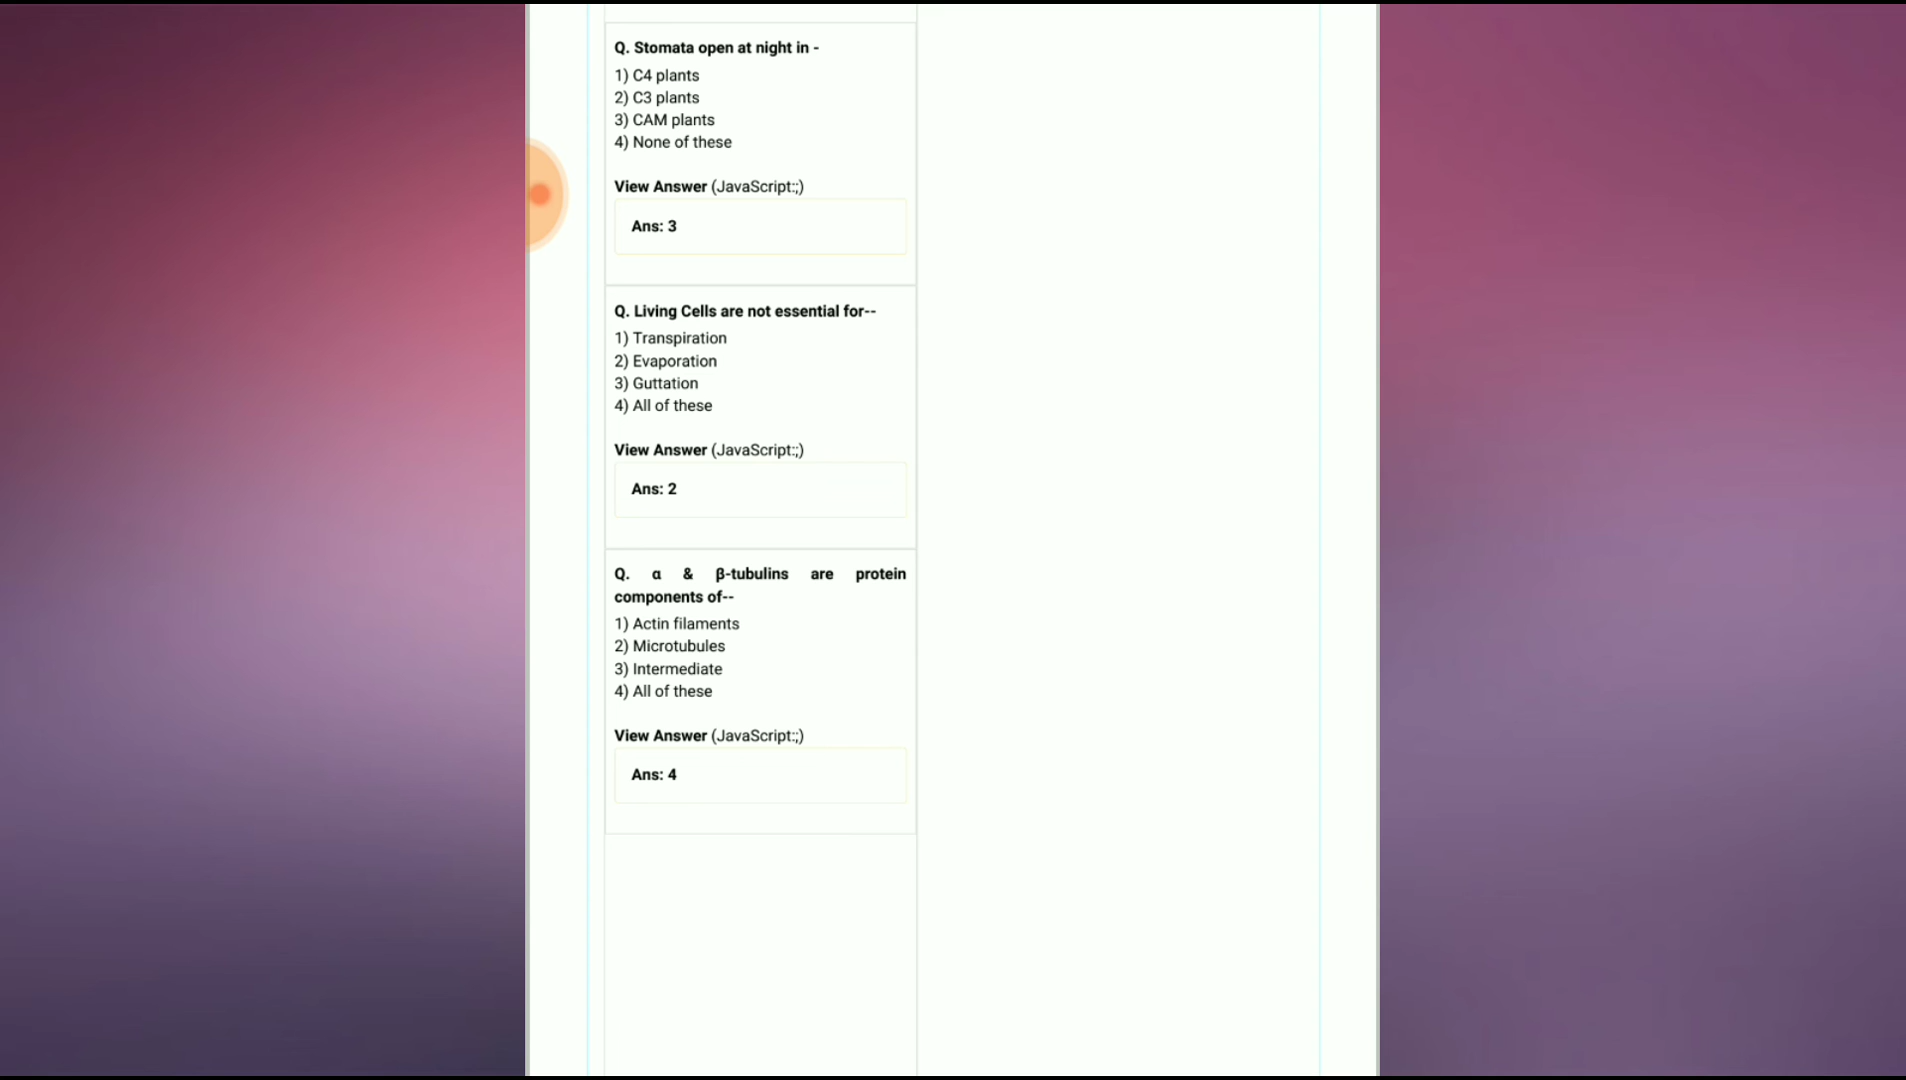 Q. Stomata open at night in -
1) C4 plants
2) C3 plants
3) CAM plants
4) None of these
View Answer (JavaScript:;)
Ans: 3
Q. Living Cells are not essential for--
1) Transpiration
2) Evaporation
3) Guttation
4) All of these
View Answer (JavaScript:;)
Ans: 2
Q. α & β-tubulins are protein
components of--
1) Actin filaments
2) Microtubules
3) Intermediate
4) All of these
View Answer (JavaScript:;)
Ans: 4